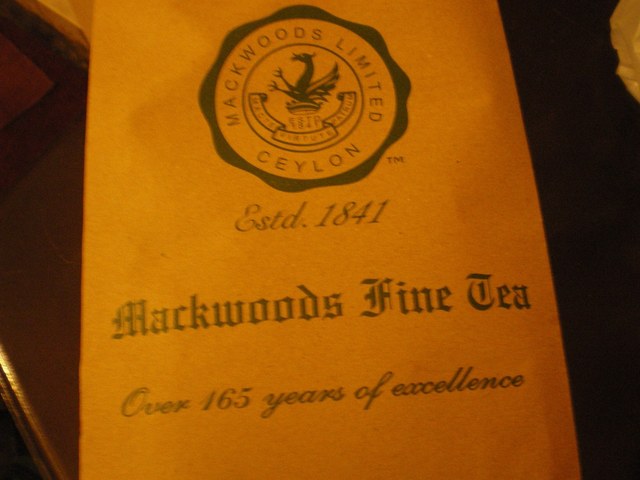 MACKWOODS LIMITED
CEYLON
TM
Estd. 1841
Mackwoods Fine Tea
Over 165 years of excellence